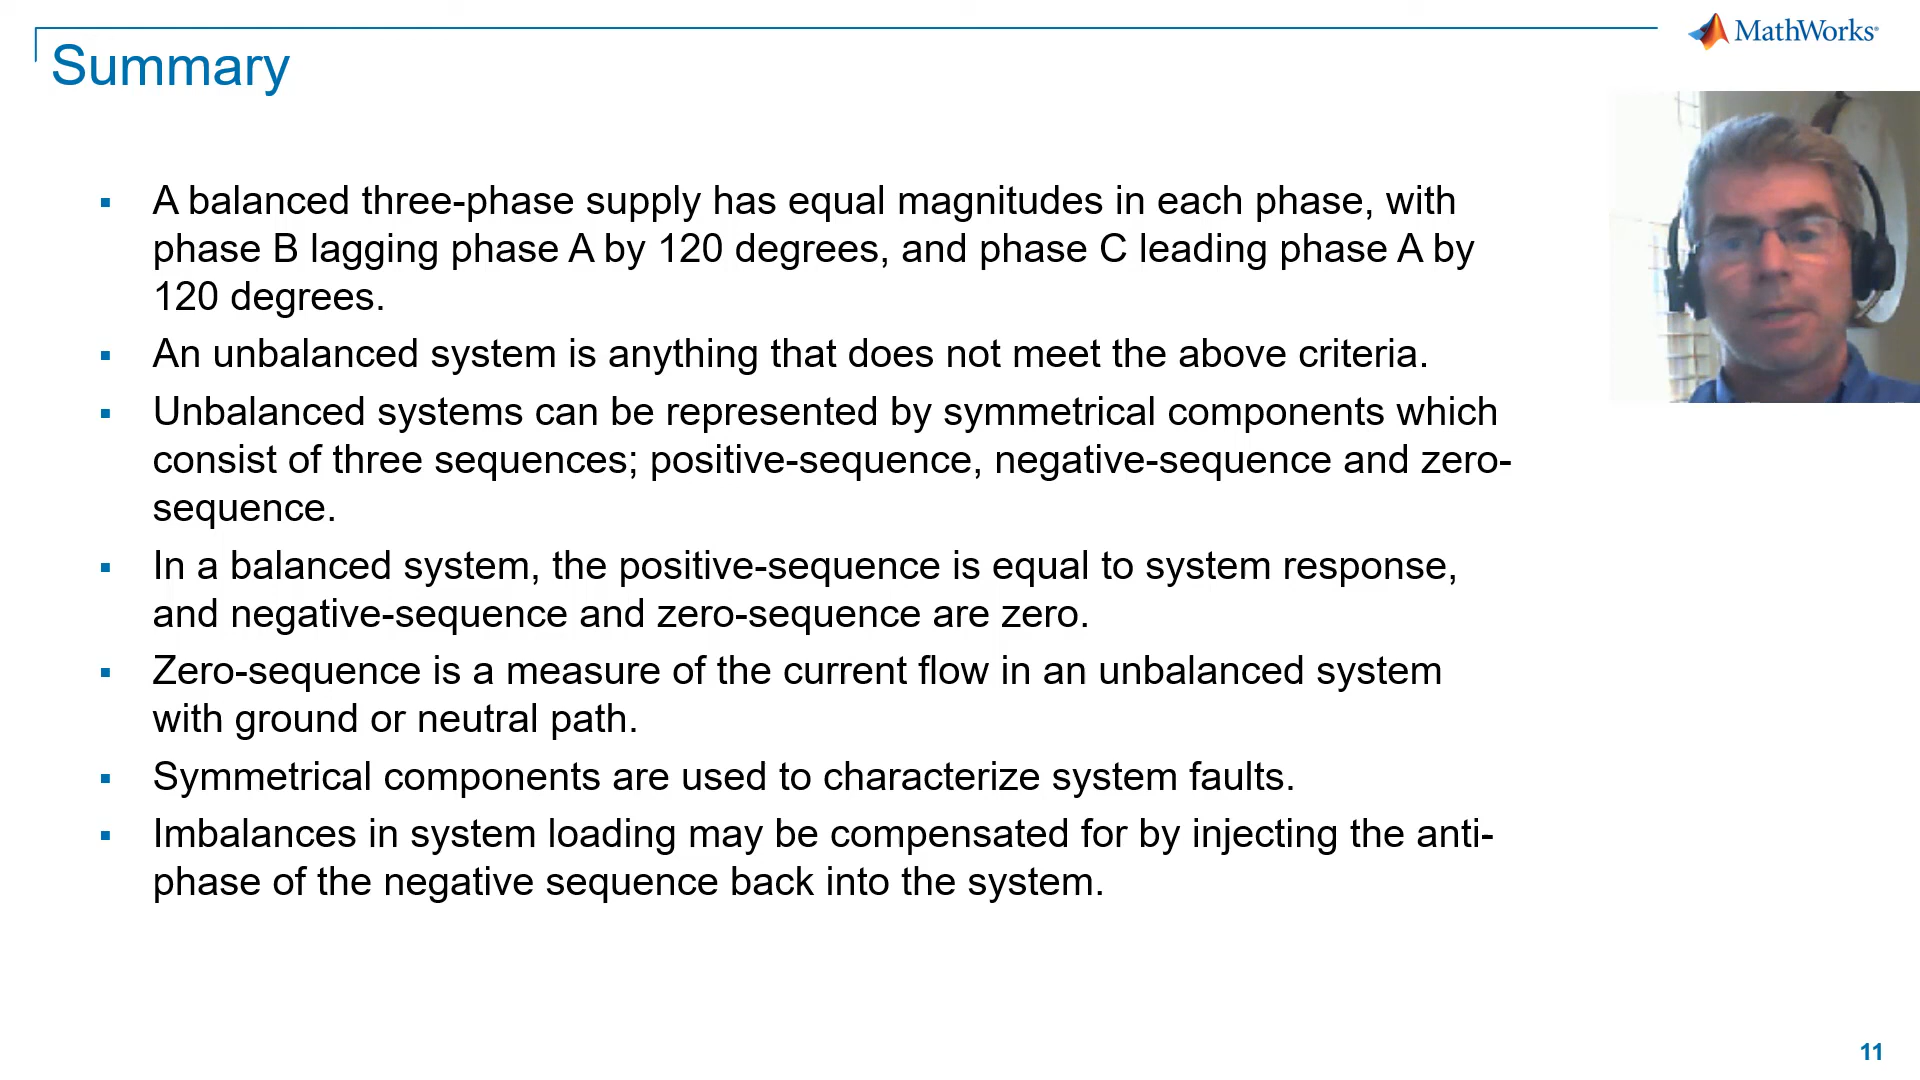 MathWorks®
Summary
▪ A balanced three-phase supply has equal magnitudes in each phase, with
phase B lagging phase A by 120 degrees, and phase C leading phase A by
120 degrees.
▪ An unbalanced system is anything that does not meet the above criteria.
▪ Unbalanced systems can be represented by symmetrical components which
consist of three sequences; positive-sequence, negative-sequence and zero-
sequence.
▪ In a balanced system, the positive-sequence is equal to system response,
and negative-sequence and zero-sequence are zero.
▪ Zero-sequence is a measure of the current flow in an unbalanced system
with ground or neutral path.
▪ Symmetrical components are used to characterize system faults.
▪ Imbalances in system loading may be compensated for by injecting the anti-
phase of the negative sequence back into the system.
11